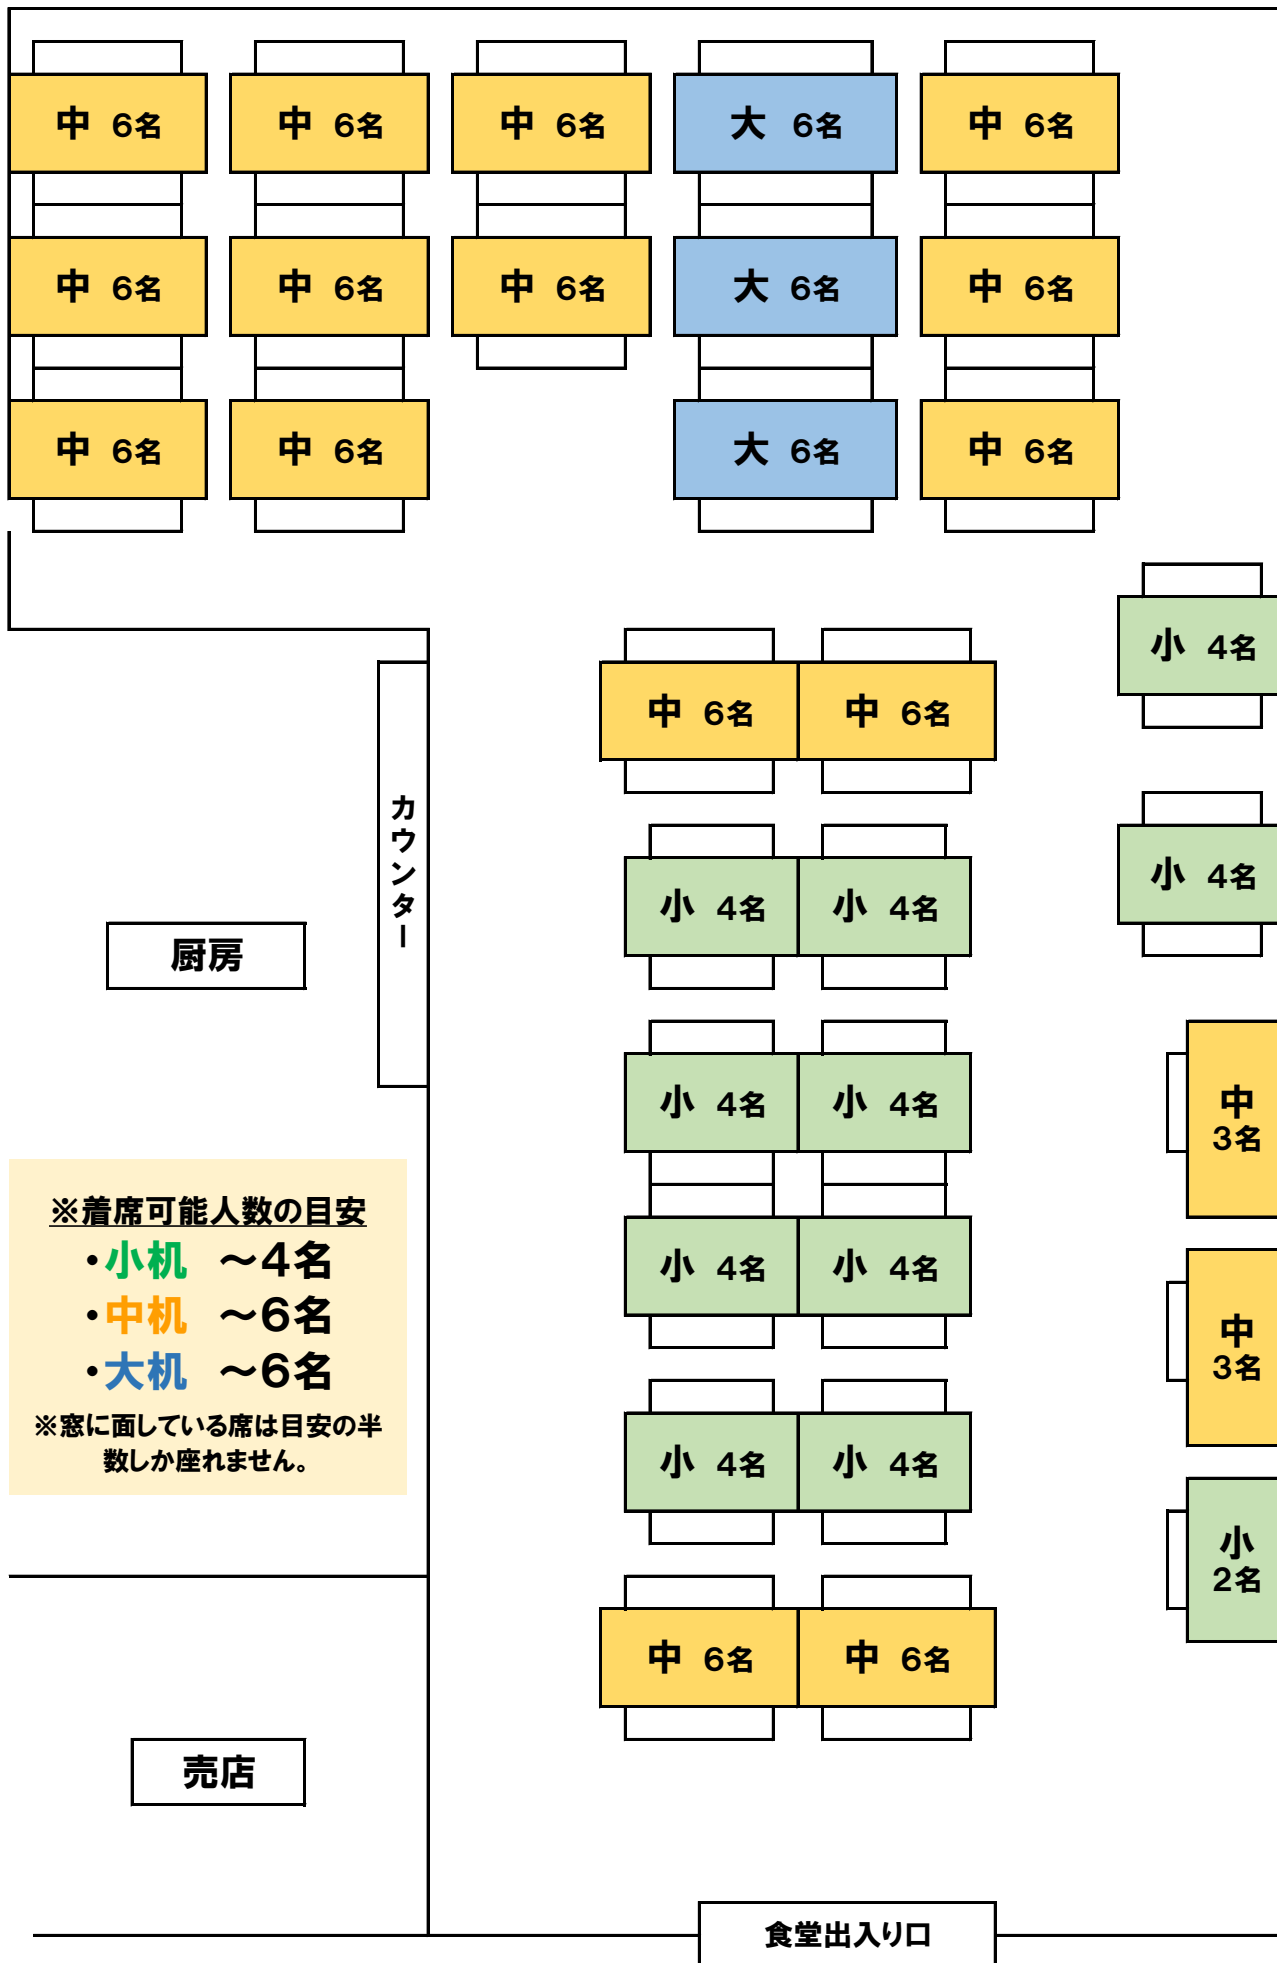 中 6名
中 6名
中 6名
大 6名
中 6名
中 6名
中 6名
中 6名
大 6名
中 6名
中 6名
中 6名
大 6名
中 6名
小 4名
中 6名
中 6名
カウンター
小 4名
小 4名
小 4名
厨房
小 4名
小 4名
中
3名
※着席可能人数の目安
・小机 ～4名
・中机 ～6名
・大机 ～6名
※窓に面している席は目安の半
数しか座れません。
小 4名
小 4名
中
3名
小 4名
小 4名
小
2名
中 6名
中 6名
売店
食堂出入り口